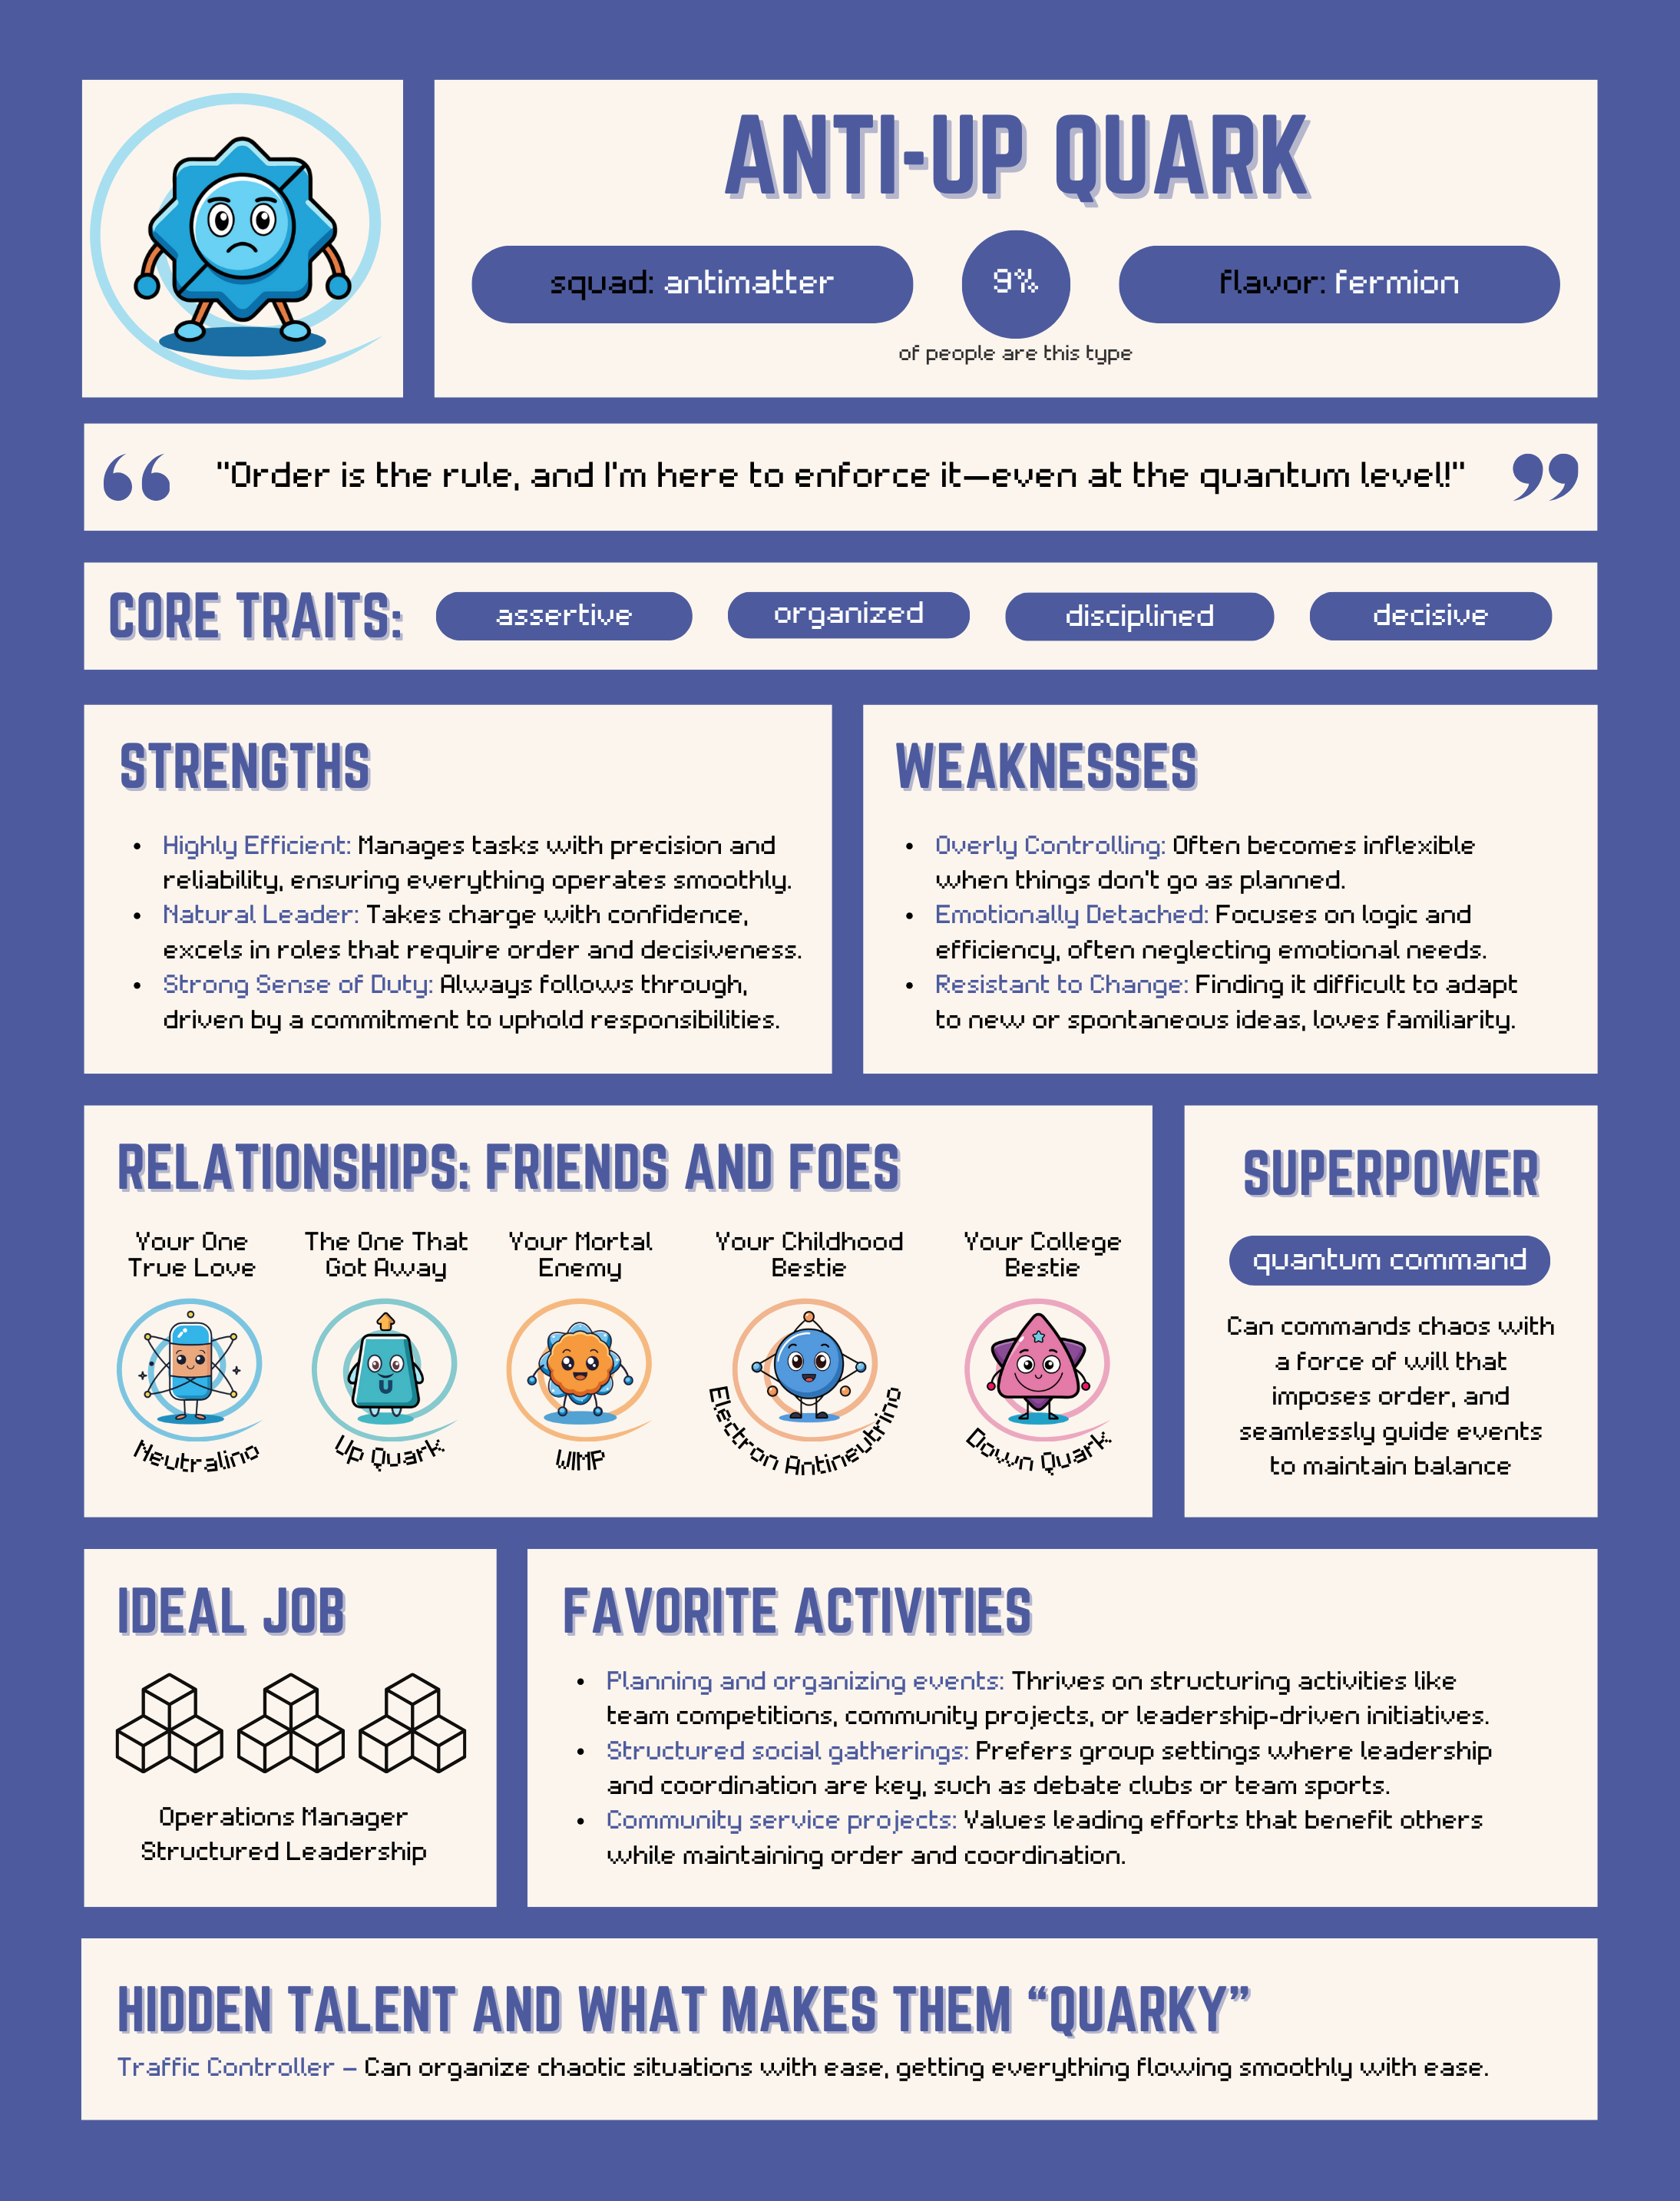 ANTI-UP QUARK
squad: antimatter
9%
flavor: fermion
of people are this type
"Order is the rule, and I'm here to enforce it—even at the quantum level!"
CORE TRAITS:
assertive
organized
disciplined
decisive
STRENGTHS
• Highly Efficient: Manages tasks with precision and
reliability, ensuring everything operates smoothly.
• Natural Leader: Takes charge with confidence,
excels in roles that require order and decisiveness.
• Strong Sense of Duty: Always follows through,
driven by a commitment to uphold responsibilities.
WEAKNESSES
• Overly Controlling: Often becomes inflexible
when things don't go as planned.
• Emotionally Detached: Focuses on logic and
efficiency, often neglecting emotional needs.
• Resistant to Change: Finding it difficult to adapt
to new or spontaneous ideas, loves familiarity.
RELATIONSHIPS: FRIENDS AND FOES
Your One
True Love
Neutralino
The One That
Got Away
U
Up Quark
Your Mortal
Enemy
WIMP
Your Childhood
Bestie
Electron Antineutrino
Your College
Bestie
Down Quark
SUPERPOWER
quantum command
Can commands chaos with
a force of will that
imposes order, and
seamlessly guide events
to maintain balance
IDEAL JOB
Operations Manager
Structured Leadership
FAVORITE ACTIVITIES
• Planning and organizing events: Thrives on structuring activities like
team competitions, community projects, or leadership-driven initiatives.
• Structured social gatherings: Prefers group settings where leadership
and coordination are key, such as debate clubs or team sports.
• Community service projects: Values leading efforts that benefit others
while maintaining order and coordination.
HIDDEN TALENT AND WHAT MAKES THEM “QUARKY”
Traffic Controller – Can organize chaotic situations with ease, getting everything flowing smoothly with ease.